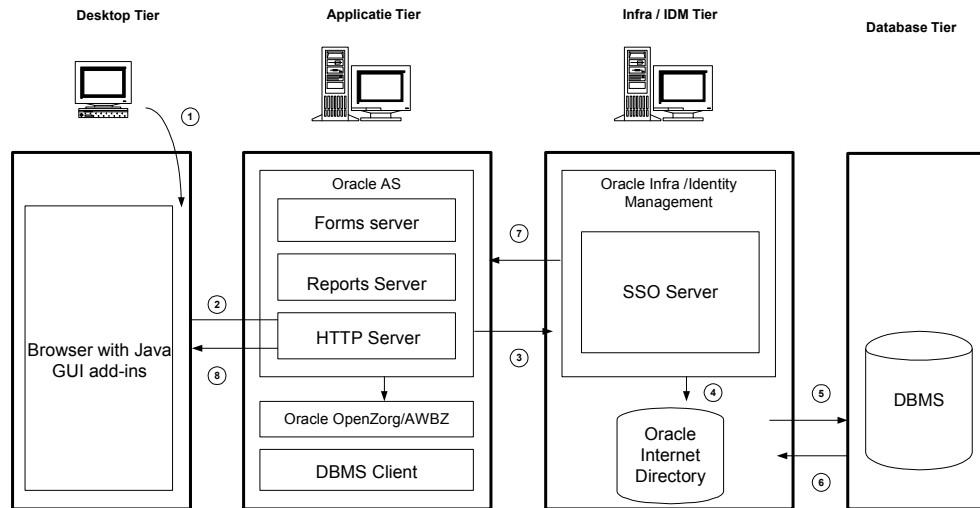 Desktop Tier
Applicatie Tier
Infra / IDM Tier
Database Tier
1
Oracle AS
Forms server
Reports Server
HTTP Server
Oracle OpenZorg/AWBZ
DBMS Client
Browser with Java
GUI add-ins
2
8
7
3
Oracle Infra /Identity
Management
SSO Server
4
Oracle
Internet
Directory
5
6
DBMS